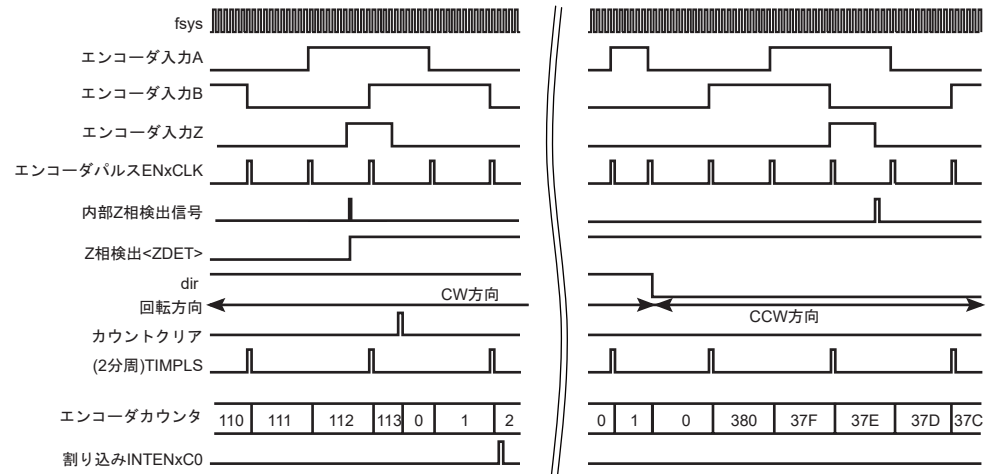 fsys
エンコーダ入力A
エンコーダ入力B
エンコーダ入力Z
エンコーダパルスENxCLK
内部Z相検出信号
Z相検出<ZDET>
dir
回転方向 CW方向 CCW方向
カウントクリア
(2分周)TIMPLS
エンコーダカウンタ 110 111 112 113 0 1 2 0 1 0 380 37F 37E 37D 37C
割り込みINTENxC0